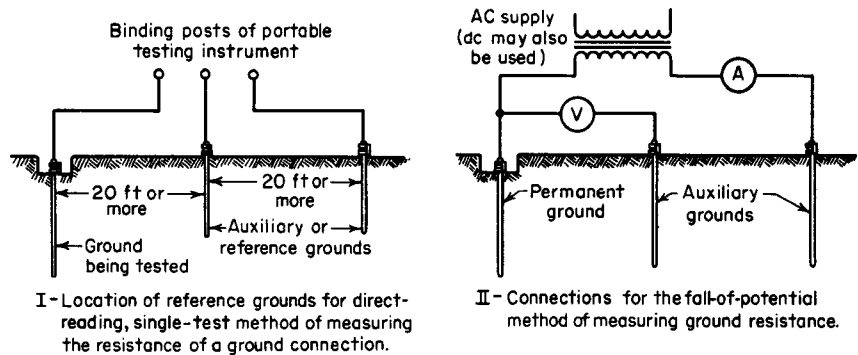 Binding posts of portable
testing instrument
20 ft or
more
20 ft or
more
Auxiliary or
reference grounds
Ground
being tested
I - Location of reference grounds for direct-
reading, single-test method of measuring
the resistance of a ground connection.
AC supply
(dc may also
be used)
A
V
Permanent
ground
Auxiliary
grounds
II - Connections for the fall-of-potential
method of measuring ground resistance.